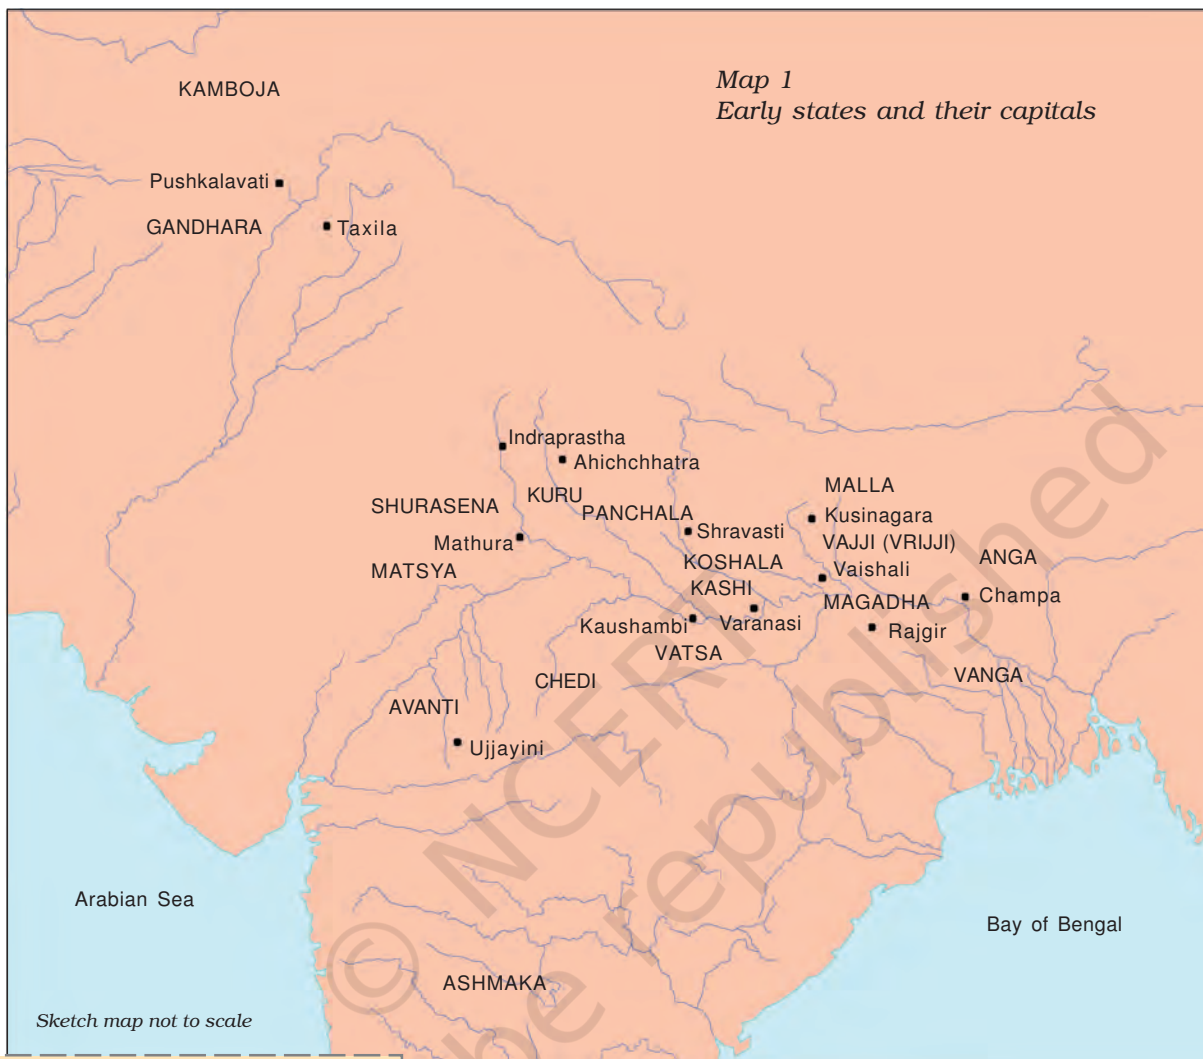 Map 1
Early states and their capitals
KAMBOJA
Pushkalavati
GANDHARA
Taxila
Indraprastha
Ahichchhatra
MALLA
SHURASENA
KURU
PANCHALA
Kusinagara
Mathura
Shravasti
VAJJI (VRIJJI)
MATSYA
KOSHALA
Vaishali
ANGA
KASHI
MAGADHA
Champa
Kaushambi
Varanasi
Rajgir
VATSA
CHEDI
VANGA
AVANTI
Ujjayini
Arabian Sea
Bay of Bengal
ASHMAKA
Sketch map not to scale
© NCERT
be republished